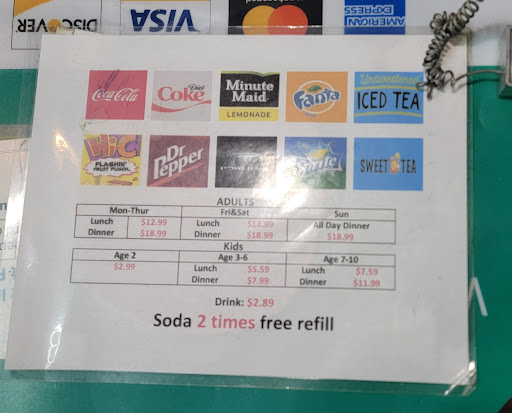 DISCOVER
VISA
mastercard
AMERICAN
EXPRESS
Coca-Cola
Diet
Coke
Minute
Maid
LEMONADE
Fanta
Unsweetened
ICED TEA
Hi-C
FLASHIN'
FRUIT PUNCH
Dr
Pepper
Sprite
SWEET TEA
ADULTS
Mon-Thur Fri&Sat Sun
Lunch $12.99 Lunch $12.99 All Day Dinner
Dinner $18.99 Dinner $18.99 $18.99
Kids
Age 2 Age 3-6 Age 7-10
$2.99 Lunch $5.59 Lunch $7.59
Dinner $7.99 Dinner $11.99
Drink: $2.89
Soda 2 times free refill